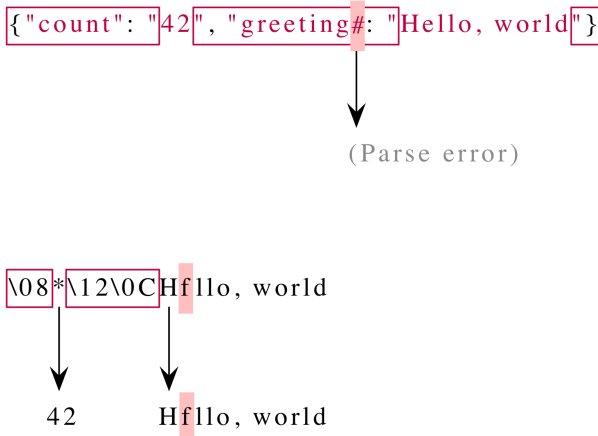 {"count": "42", "greeting#: "Hello, world"}
(Parse error)
\08*\12\0CHfllo, world
42 Hfllo, world